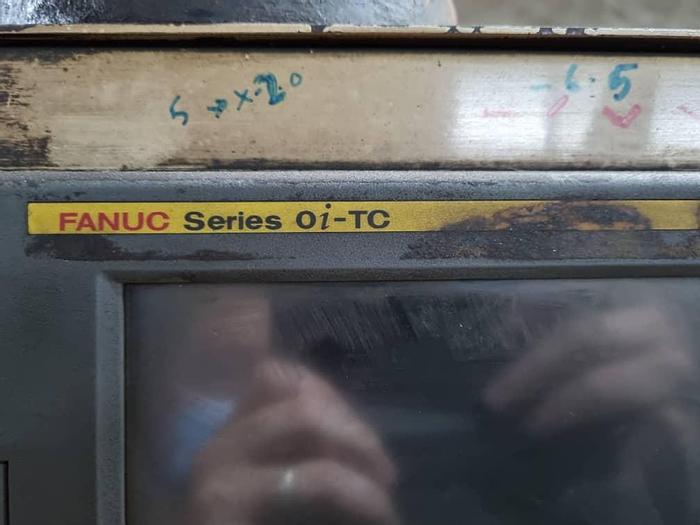 5 → x-20
-6.5
FANUC Series 0i-TC